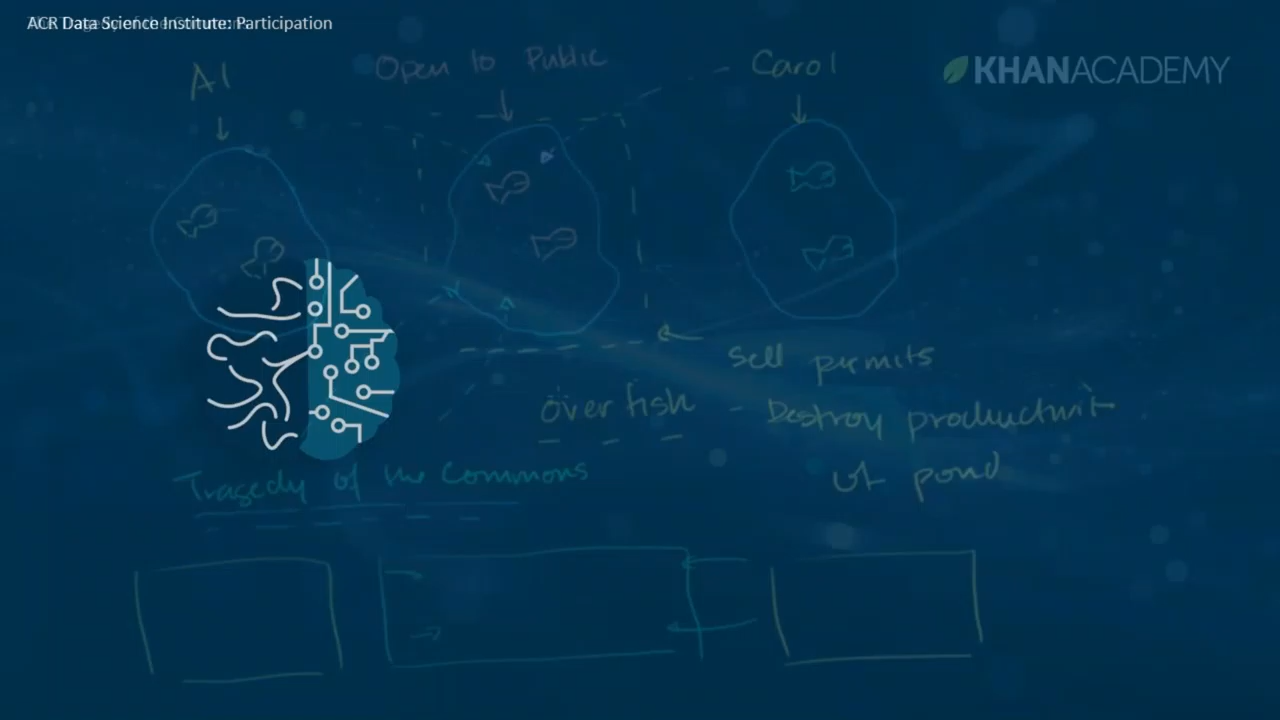 ACR Data Science Institute: Participation
Al
Open to Public
Carol
KHANACADEMY
Sell permits
over fish - Destroy productivit
of pond
Tragedy of the Commons